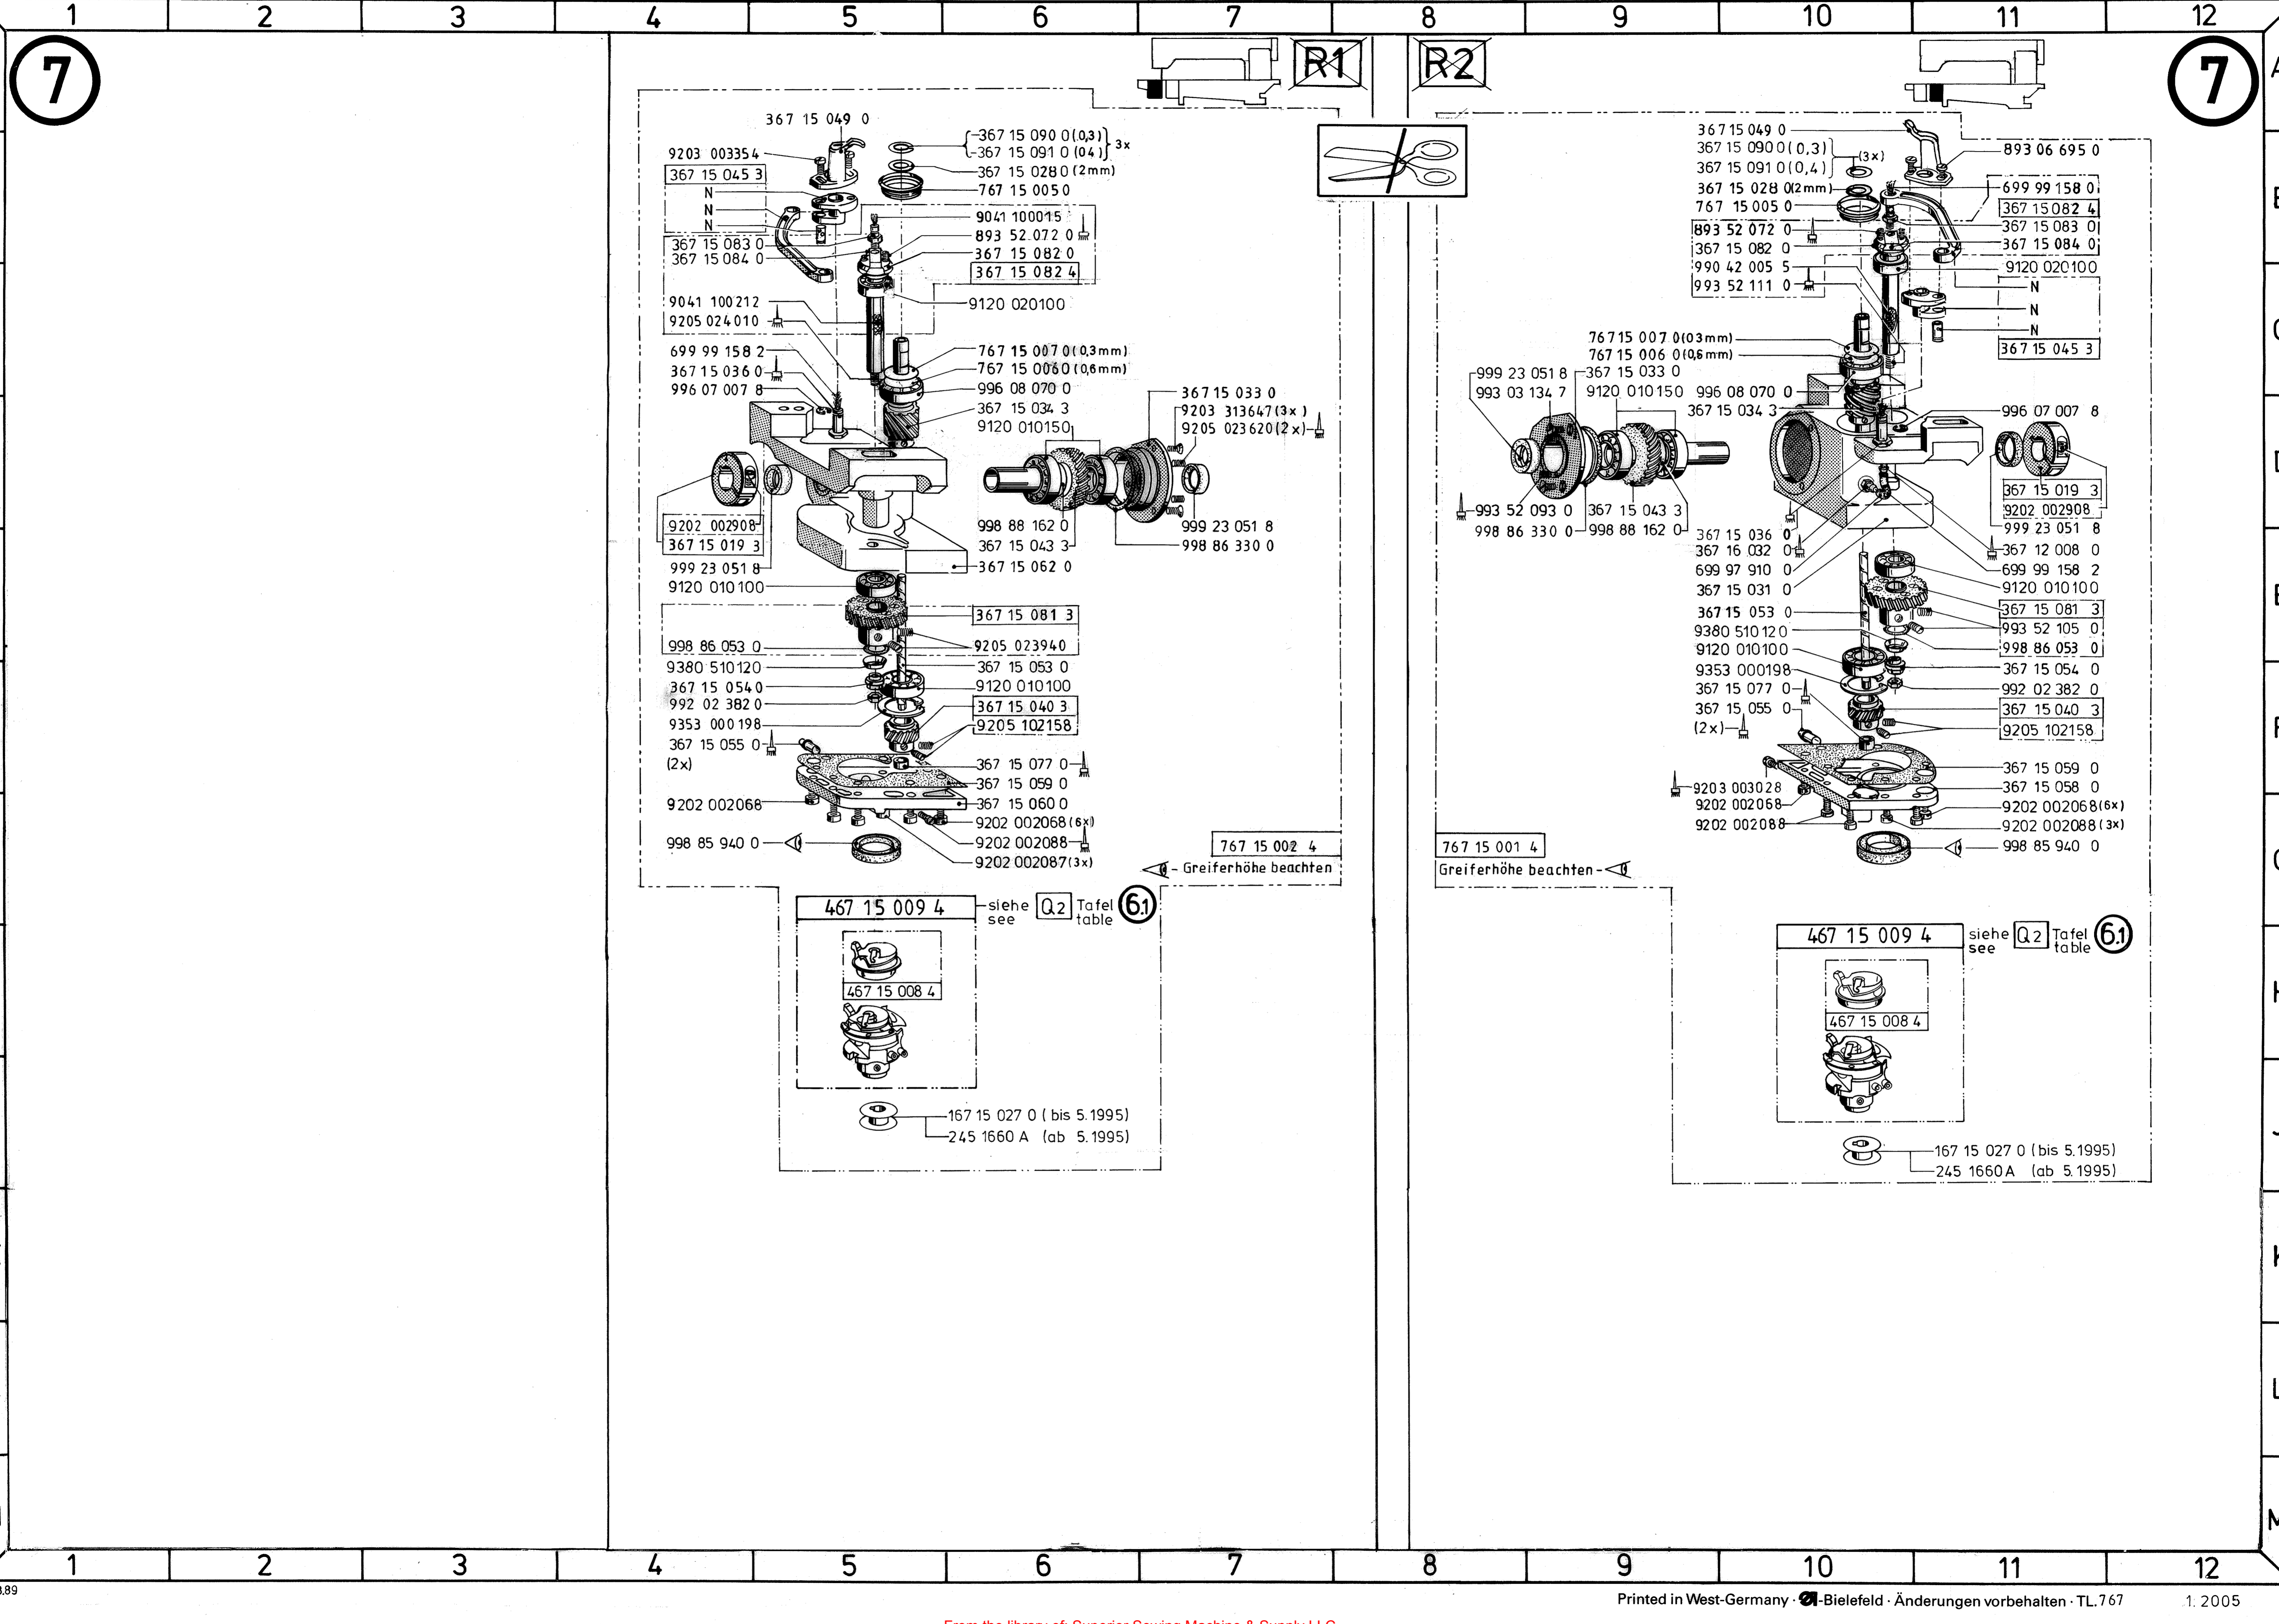 1 2 3 4 5 6 7 8 9 10 11 12
7
R1
R2
7
367 15 049 0
9203 003354
367 15 045 3
N
N
N
367 15 083 0
367 15 084 0
9041 100212
9205 024010
699 99 158 2
367 15 036 0
996 07 007 8
9202 002908
367 15 019 3
999 23 051 8
9120 010100
998 86 053 0
9380 510120
367 15 054 0
992 02 382 0
9353 000198
367 15 055 0
(2x)
9202 002068
998 85 940 0
367 15 090 0 (0,3)
367 15 091 0 (0,4) 3x
367 15 028 0 (2mm)
767 15 005 0
9041 100015
893 52 072 0
367 15 082 0
367 15 082 4
9120 020100
767 15 007 0 (0,3mm)
767 15 006 0 (0,6mm)
996 08 070 0
367 15 034 3
9120 010150
367 15 033 0
9203 313647 (3x)
9205 023620 (2x)
998 88 162 0
367 15 043 3
999 23 051 8
998 86 330 0
367 15 062 0
367 15 081 3
9205 023940
367 15 053 0
9120 010100
367 15 040 3
9205 102158
367 15 077 0
367 15 059 0
367 15 060 0
9202 002068 (6x)
9202 002088
9202 002087 (3x)
767 15 002 4
- Greiferhöhe beachten
467 15 009 4
siehe Q2 Tafel 6.1
see table
467 15 008 4
167 15 027 0 (bis 5.1995)
245 1660 A (ab 5.1995)
367 15 049 0
367 15 090 0 (0,3)
367 15 091 0 (0,4) (3x)
367 15 028 0 (2mm)
767 15 005 0
893 52 072 0
367 15 082 0
990 42 005 5
993 52 111 0
767 15 007 0 (0,3mm)
767 15 006 0 (0,6mm)
999 23 051 8
367 15 033 0
993 03 134 7
9120 010150
996 08 070 0
367 15 034 3
993 52 093 0
367 15 043 3
998 86 330 0
998 88 162 0
367 15 036 0
367 16 032 0
699 97 910 0
367 15 031 0
367 15 053 0
9380 510120
9120 010100
9353 000198
367 15 077 0
367 15 055 0
(2x)
9203 003028
9202 002068
9202 002088
893 06 695 0
699 99 158 0
367 15 082 4
367 15 083 0
367 15 084 0
9120 020100
N
N
N
367 15 045 3
996 07 007 8
367 15 019 3
9202 002908
999 23 051 8
367 12 008 0
699 99 158 2
9120 010100
367 15 081 3
993 52 105 0
998 86 053 0
367 15 054 0
992 02 382 0
367 15 040 3
9205 102158
367 15 059 0
367 15 058 0
9202 002068 (6x)
9202 002088 (3x)
998 85 940 0
767 15 001 4
Greiferhöhe beachten -
467 15 009 4
siehe Q2 Tafel 6.1
see table
467 15 008 4
167 15 027 0 (bis 5.1995)
245 1660 A (ab 5.1995)
1 2 3 4 5 6 7 8 9 10 11 12
Printed in West-Germany · -Bielefeld · Änderungen vorbehalten · TL.767 1. 2005